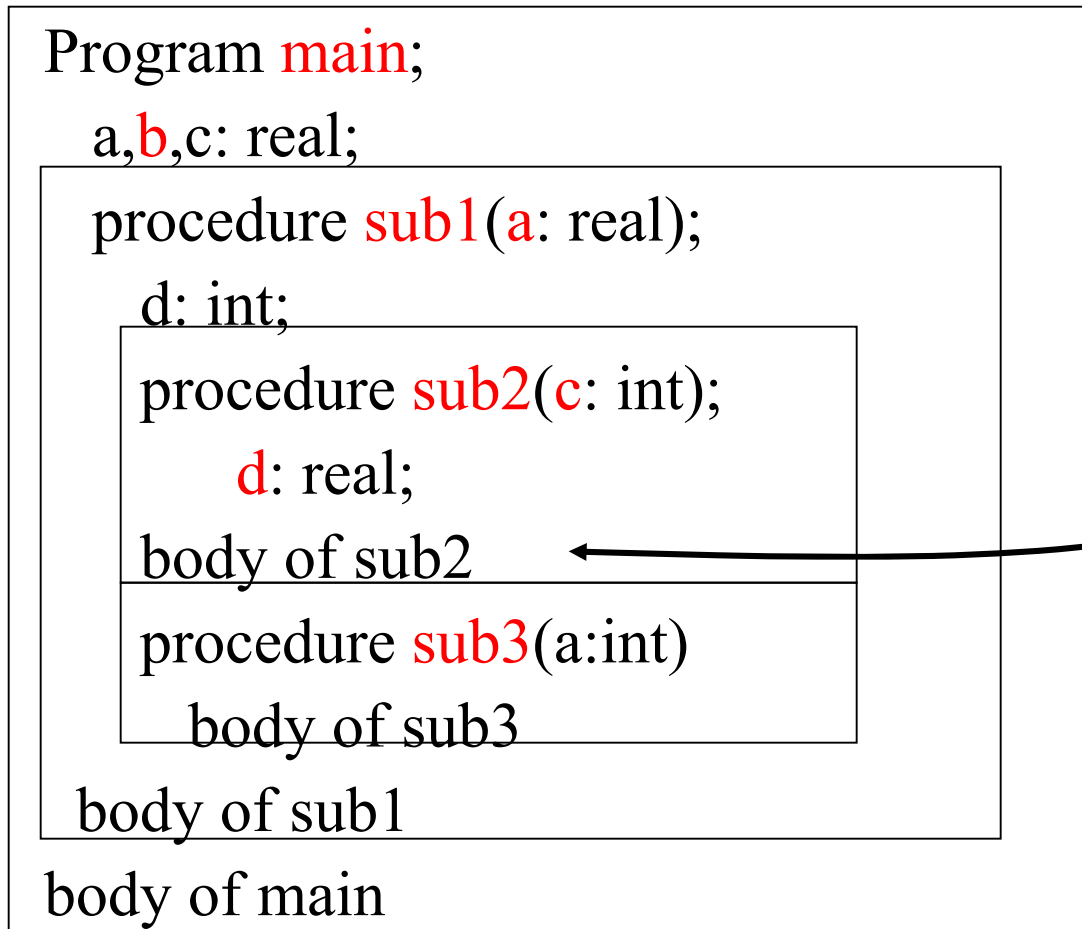 Program main;
a,b,c: real;
procedure sub1(a: real);
d: int;
procedure sub2(c: int);
d: real;
body of sub2
procedure sub3(a:int)
body of sub3
body of sub1
body of main